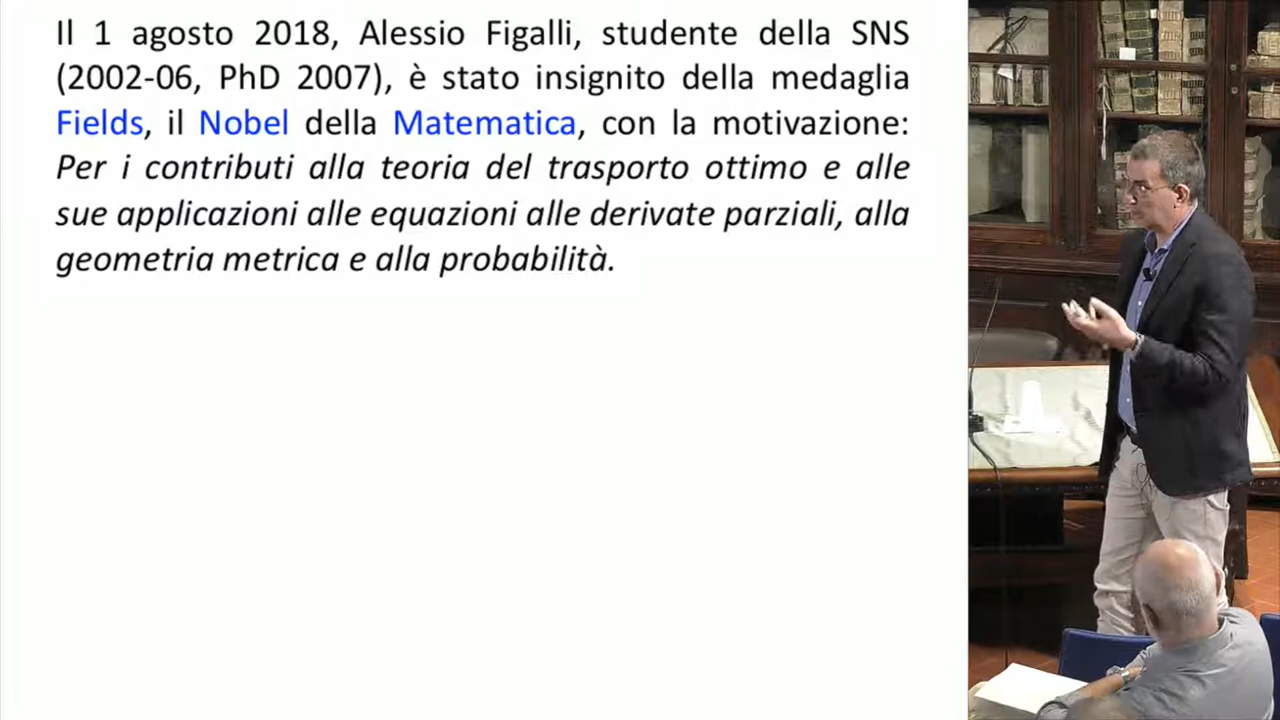 Il 1 agosto 2018, Alessio Figalli, studente della SNS
(2002-06, PhD 2007), è stato insignito della medaglia
Fields, il Nobel della Matematica, con la motivazione:
Per i contributi alla teoria del trasporto ottimo e alle
sue applicazioni alle equazioni alle derivate parziali, alla
geometria metrica e alla probabilità.